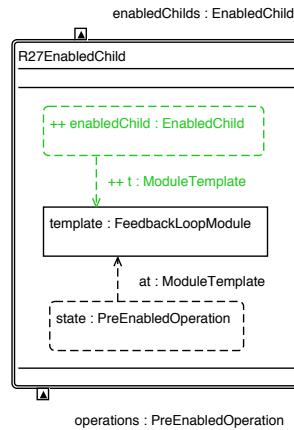 enabledChilds : EnabledChild
R27EnabledChild
++ enabledChild : EnabledChild
++ t : ModuleTemplate
template : FeedbackLoopModule
at : ModuleTemplate
state : PreEnabledOperation
operations : PreEnabledOperation